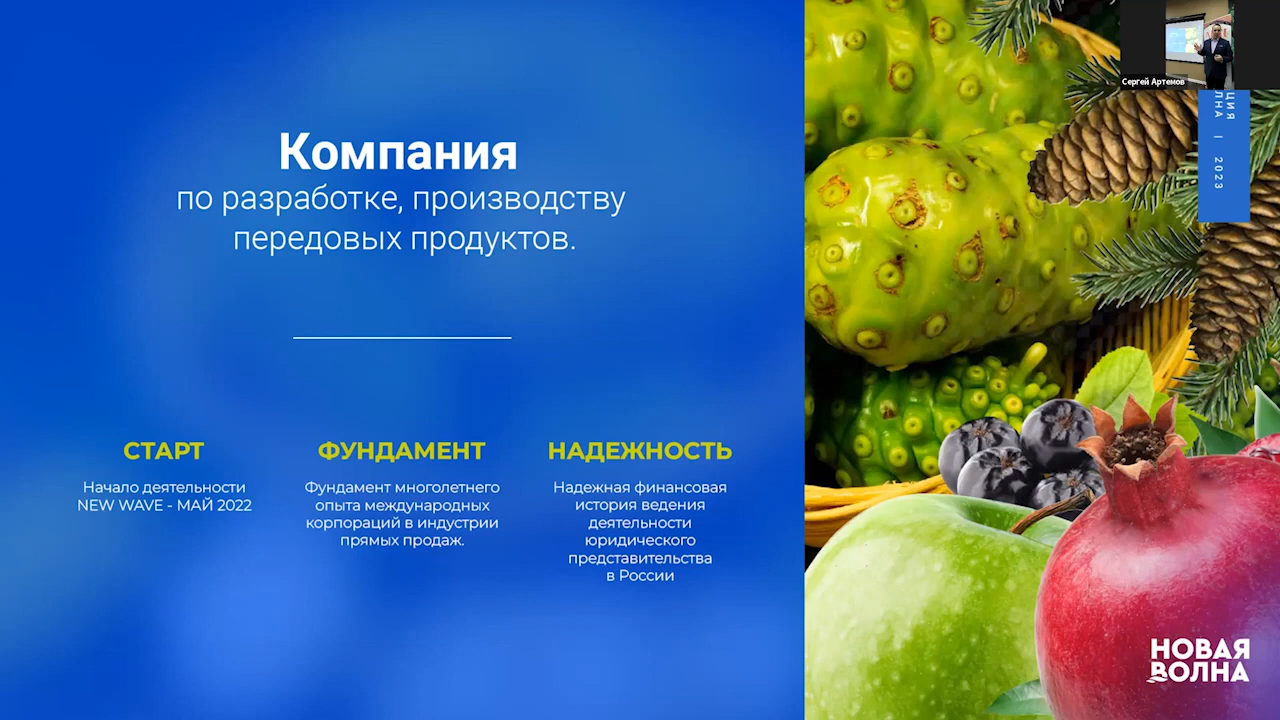 Компания
по разработке, производству
передовых продуктов.
СТАРТ
Начало деятельности
NEW WAVE - МАЙ 2022
ФУНДАМЕНТ
Фундамент многолетнего
опыта международных
корпораций в индустрии
прямых продаж.
НАДЕЖНОСТЬ
Надежная финансовая
история ведения
деятельности
юридического
представительства
в России
Сергей Артемов
| 2023
НОВАЯ
ВОЛНА